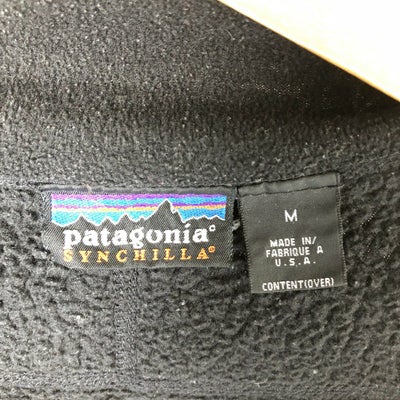 patagonia®
SYNCHILLA®
M
MADE IN/
FABRIQUE A
U.S.A.
CONTENT(OVER)